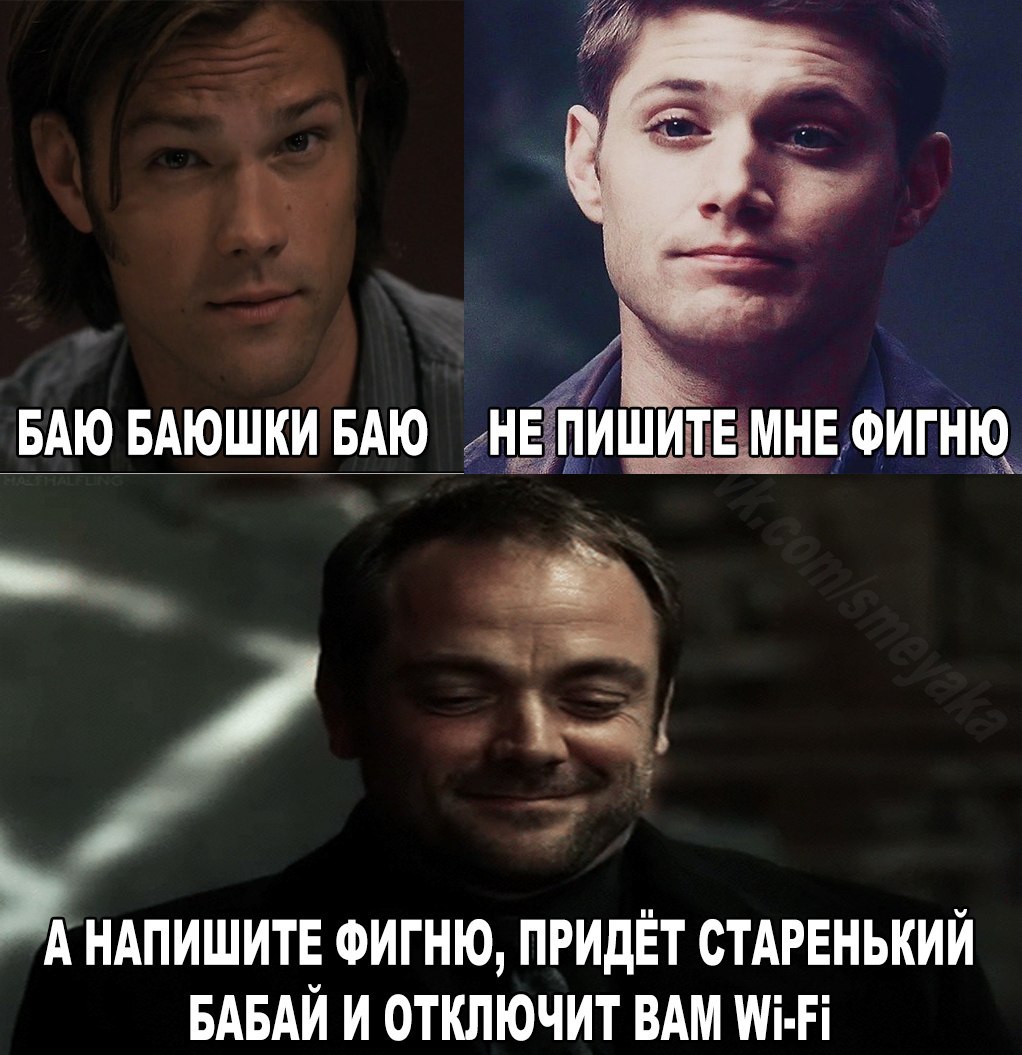 БАЮ БАЮШКИ БАЮ
НЕ ПИШИТЕ МНЕ ФИГНЮ
HALTHALFLING
vk.com/smeyaka
А НАПИШИТЕ ФИГНЮ, ПРИДЁТ СТАРЕНЬКИЙ
БАБАЙ И ОТКЛЮЧИТ ВАМ Wi-Fi